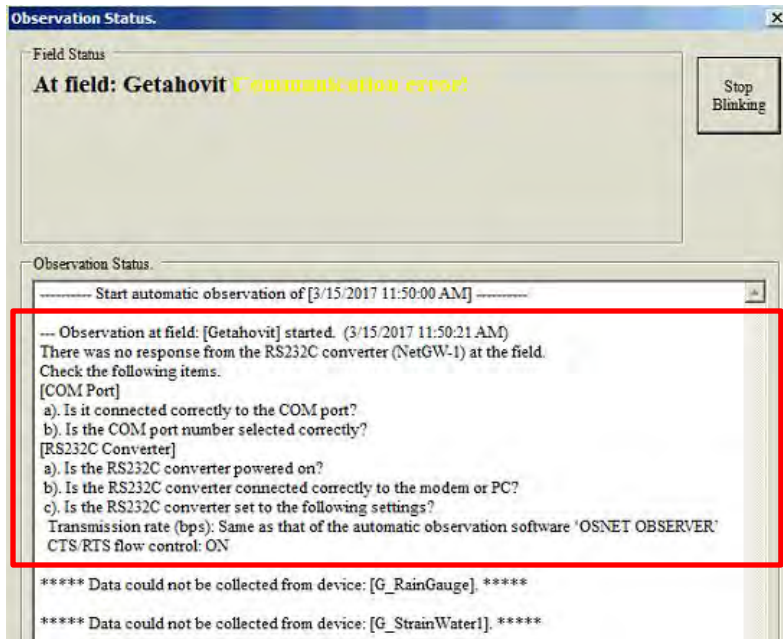 Observation Status.
Field Status
At field: Getahovit Communication error!
Stop
Blinking
Observation Status.
---------- Start automatic observation of [3/15/2017 11:50:00 AM] ----------
--- Observation at field: [Getahovit] started. (3/15/2017 11:50:21 AM)
There was no response from the RS232C converter (NetGW-1) at the field.
Check the following items.
[COM Port]
a). Is it connected correctly to the COM port?
b). Is the COM port number selected correctly?
[RS232C Converter]
a). Is the RS232C converter powered on?
b). Is the RS232C converter connected correctly to the modem or PC?
c). Is the RS232C converter set to the following settings?
Transmission rate (bps): Same as that of the automatic observation software 'OSNET OBSERVER'
CTS/RTS flow control: ON
***** Data could not be collected from device: [G_RainGauge]. *****
***** Data could not be collected from device: [G_StrainWater1]. *****